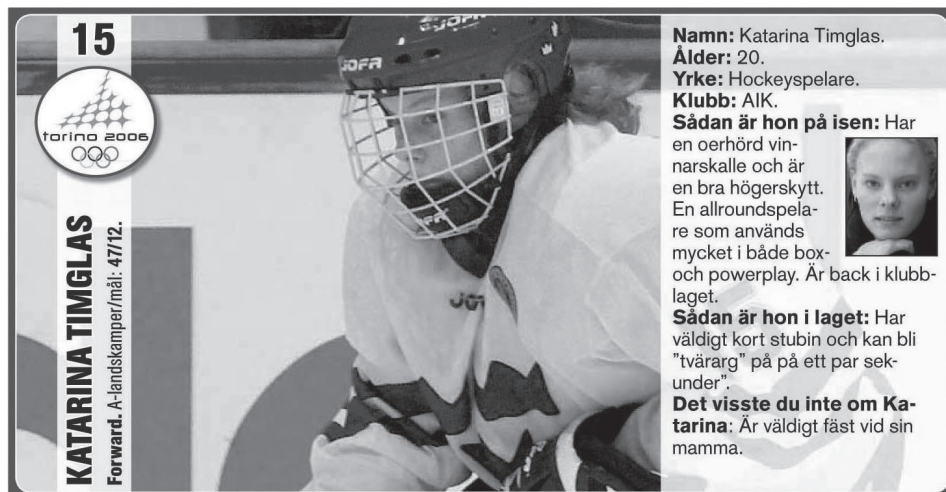 15
torino 2006
KATARINA TIMGLAS
Forward. A-landskamper/mål: 47/12.
JOFA
JOFA
JOFA
Namn: Katarina Timglas.
Ålder: 20.
Yrke: Hockeyspelare.
Klubb: AIK.
Sådan är hon på isen: Har
en oerhörd vin-
narskalle och är
en bra högerskytt.
En allroundspela-
re som används
mycket i både box-
och powerplay. Är back i klubb-
laget.
Sådan är hon i laget: Har
väldigt kort stubin och kan bli
"tvärarg" på på ett par sek-
under".
Det visste du inte om Ka-
tarina: Är väldigt fäst vid sin
mamma.